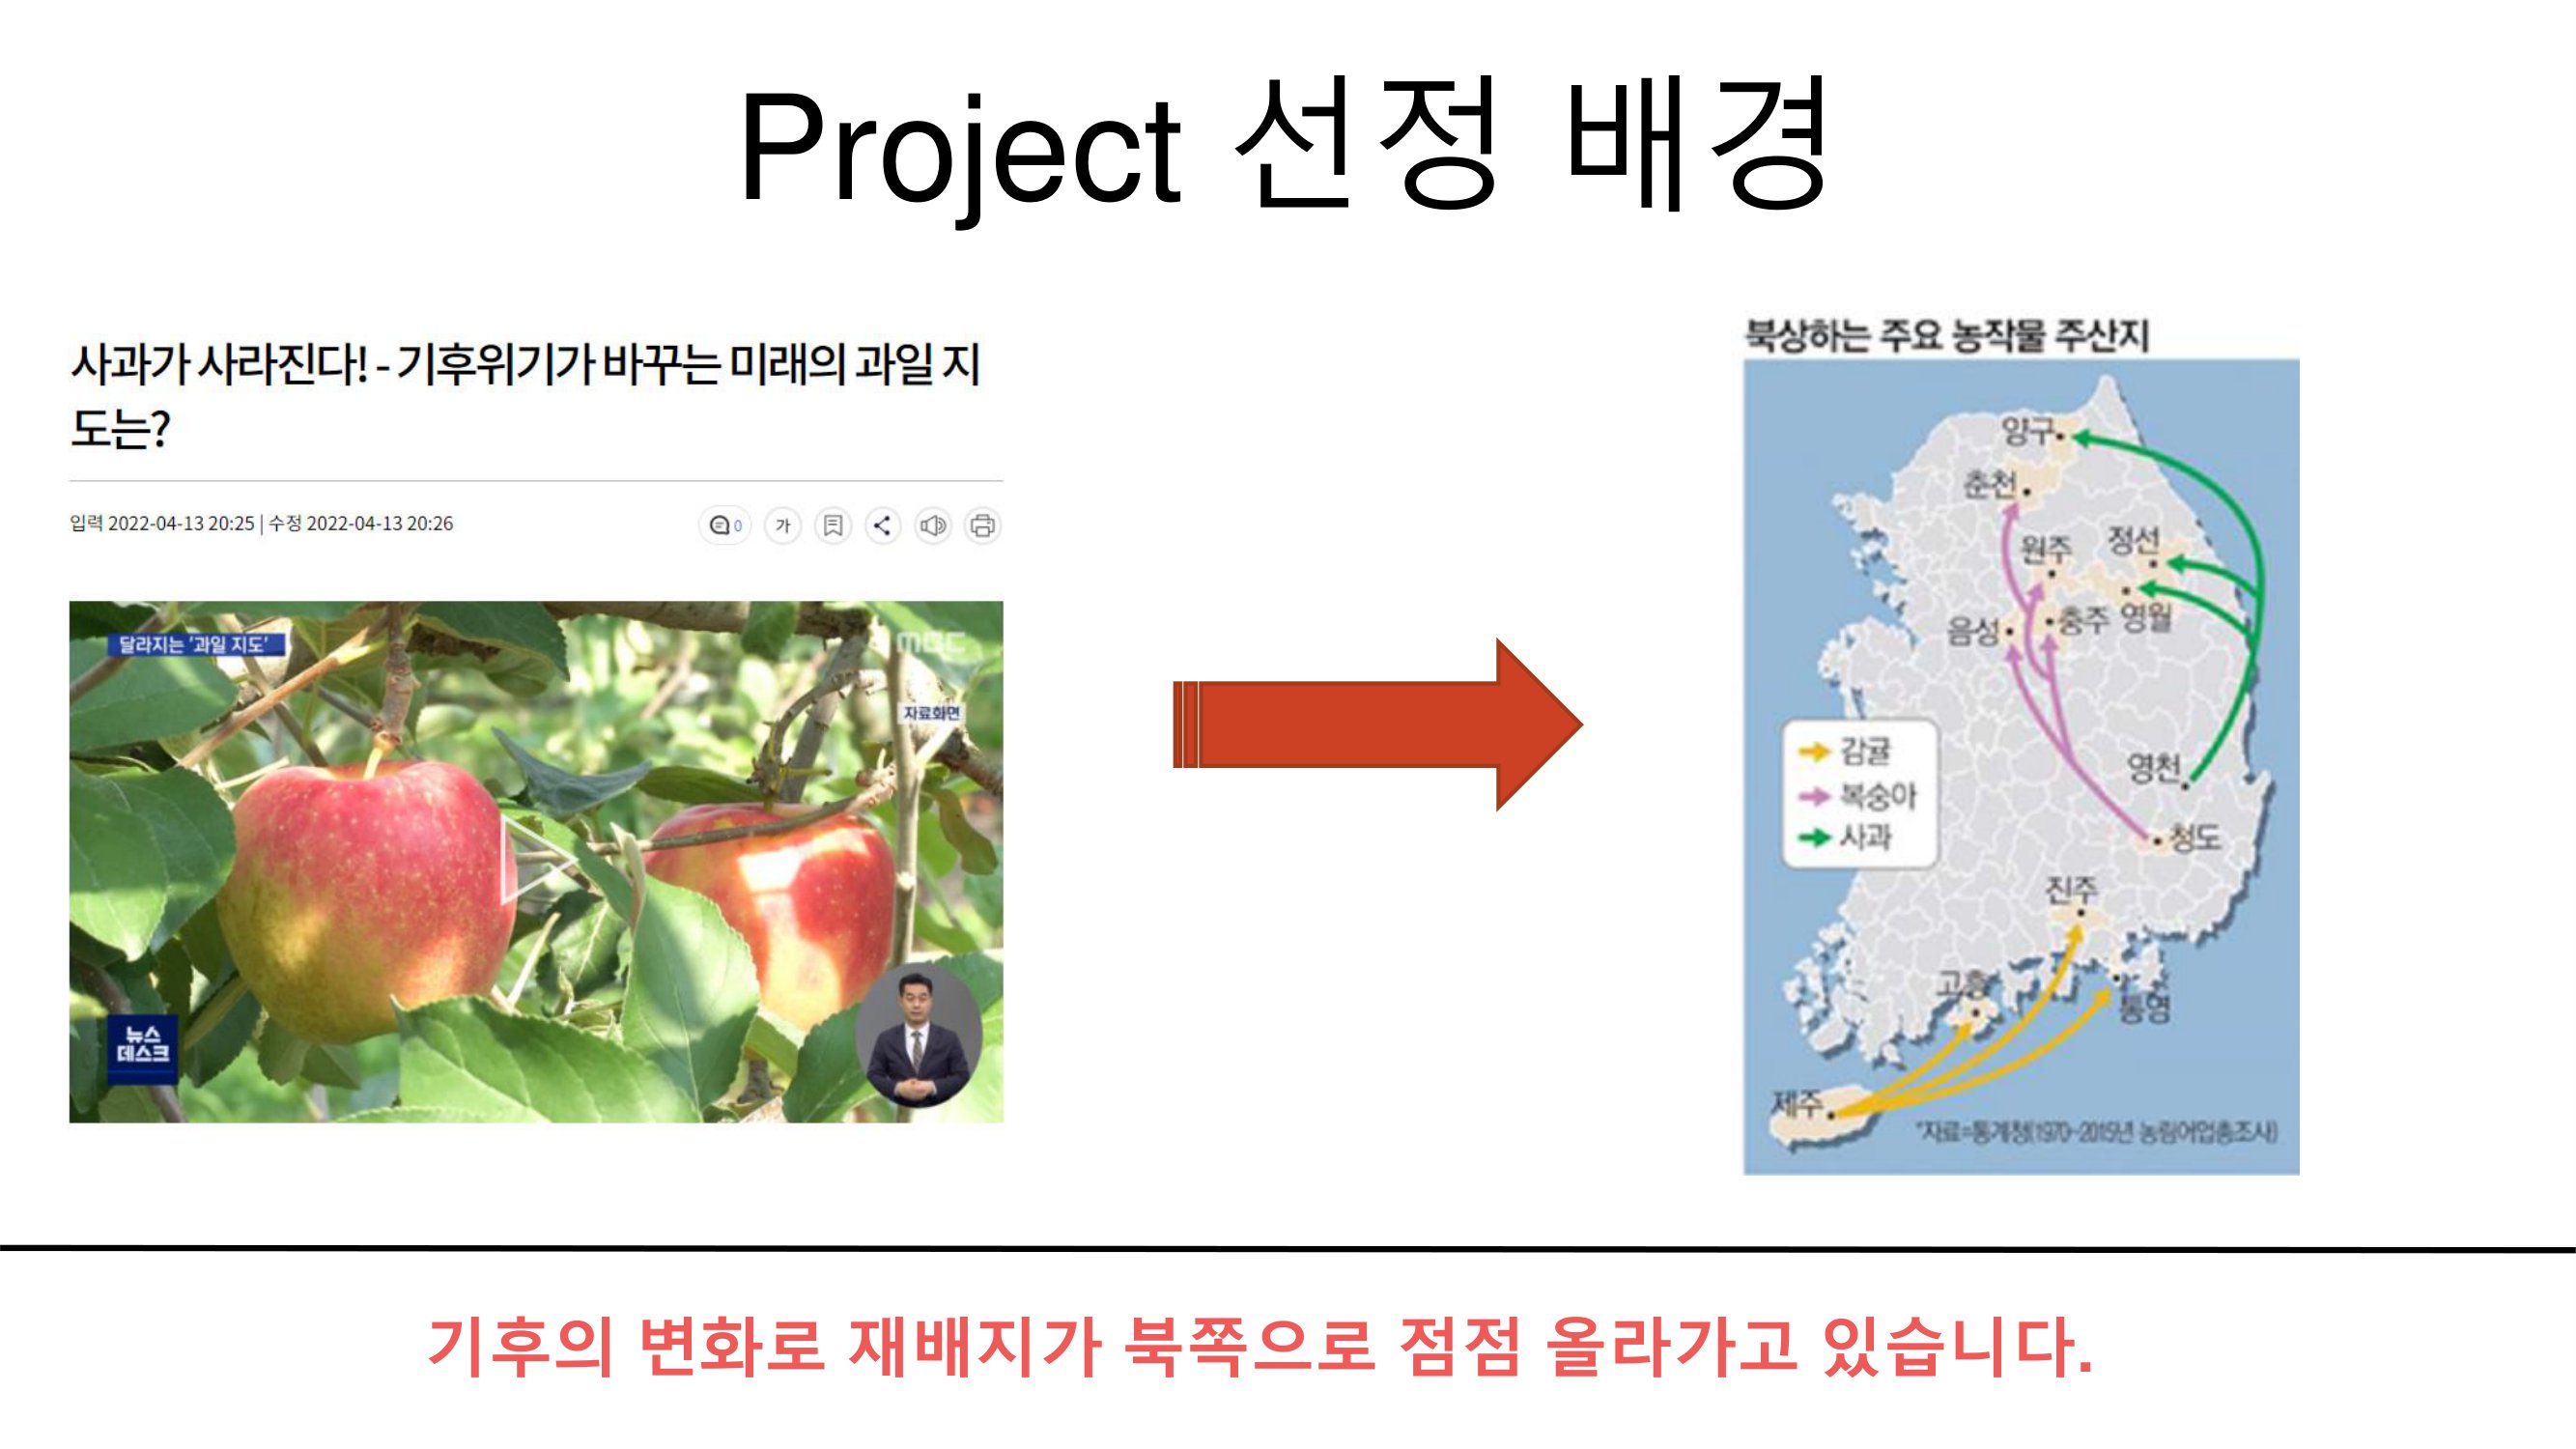 Project 선정 배경
사과가 사라진다! - 기후위기가 바꾸는 미래의 과일 지
도는?
입력 2022-04-13 20:25 | 수정 2022-04-13 20:26
0
가
달라지는 '과일 지도'
MBC
자료화면
뉴스
데스크
북상하는 주요 농작물 주산지
양구
춘천
정선
원주
충주
영월
음성
감귤
복숭아
사과
영천
청도
진주
고흥
통영
제주
*자료=통계청(1970~2015년 농림어업총조사)
기후의 변화로 재배지가 북쪽으로 점점 올라가고 있습니다.